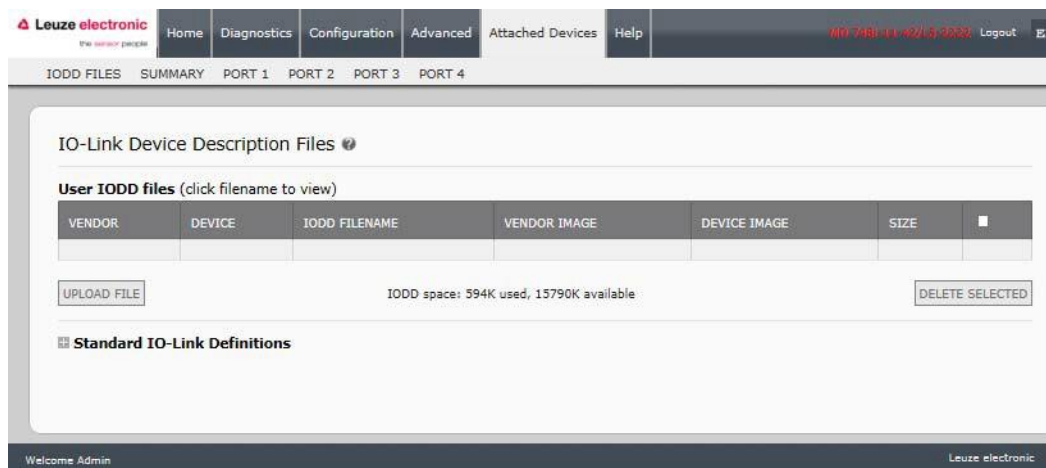 Leuze electronic
the sensor people
Home Diagnostics Configuration Advanced Attached Devices Help
Logout E
IODD FILES SUMMARY PORT 1 PORT 2 PORT 3 PORT 4
IO-Link Device Description Files ?
User IODD files (click filename to view)
VENDOR DEVICE IODD FILENAME VENDOR IMAGE DEVICE IMAGE SIZE
UPLOAD FILE IODD space: 594K used, 15790K available DELETE SELECTED
Standard IO-Link Definitions
Welcome Admin Leuze electronic